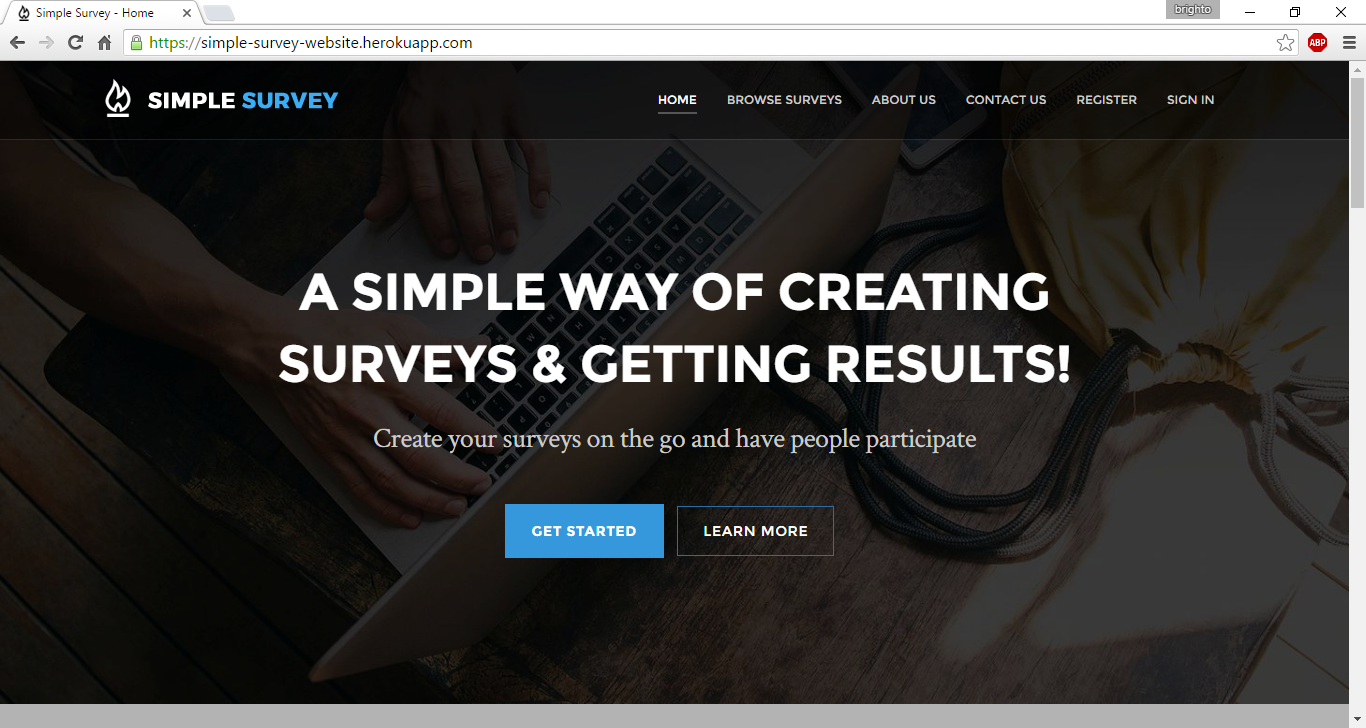 Simple Survey - Home
brighto
https://simple-survey-website.herokuapp.com
ABP
SIMPLE SURVEY
HOME BROWSE SURVEYS ABOUT US CONTACT US REGISTER SIGN IN
A SIMPLE WAY OF CREATING
SURVEYS & GETTING RESULTS!
Create your surveys on the go and have people participate
GET STARTED LEARN MORE